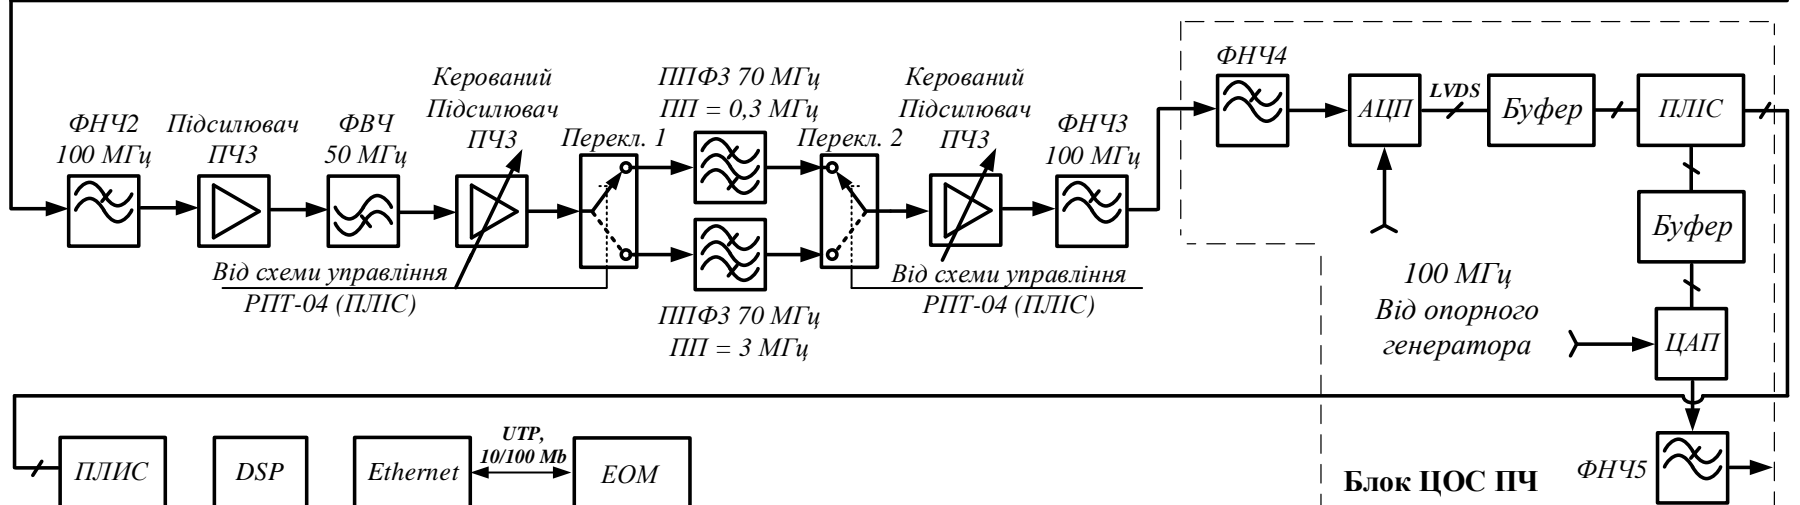 ФНЧ2
100 МГц
Підсилювач
ПЧ3
ФВЧ
50 МГц
Керований
Підсилювач
ПЧ3
Перекл. 1
ППФ3 70 МГц
ПП = 0,3 МГц
Перекл. 2
Керований
Підсилювач
ПЧ3
ФНЧ3
100 МГц
ФНЧ4
АЦП
LVDS
Буфер
ПЛІС
Буфер
Від схеми управління
РПТ-04 (ПЛІС)
ППФ3 70 МГц
ПП = 3 МГц
Від схеми управління
РПТ-04 (ПЛІС)
100 МГц
Від опорного
генератора
ЦАП
ПЛИС
DSP
Ethernet
UTP,
10/100 Mb
ЕОМ
Блок ЦОС ПЧ
ФНЧ5